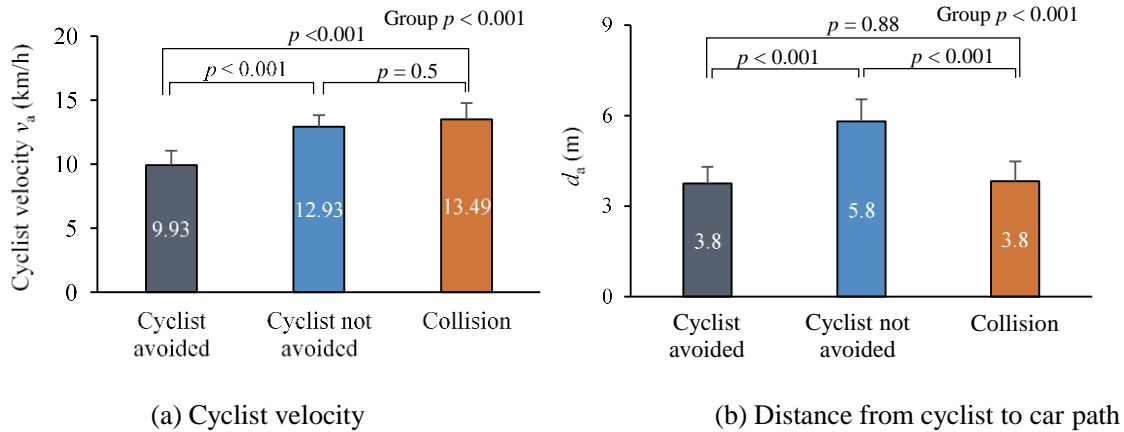 Group p < 0.001
p <0.001
p < 0.001
p = 0.5
20
15
10
5
0
Cyclist velocity va (km/h)
9.93
12.93
13.49
Cyclist avoided
Cyclist not avoided
Collision
(a) Cyclist velocity
Group p < 0.001
p = 0.88
p < 0.001
p < 0.001
9
6
3
0
da (m)
3.8
5.8
3.8
Cyclist avoided
Cyclist not avoided
Collision
(b) Distance from cyclist to car path